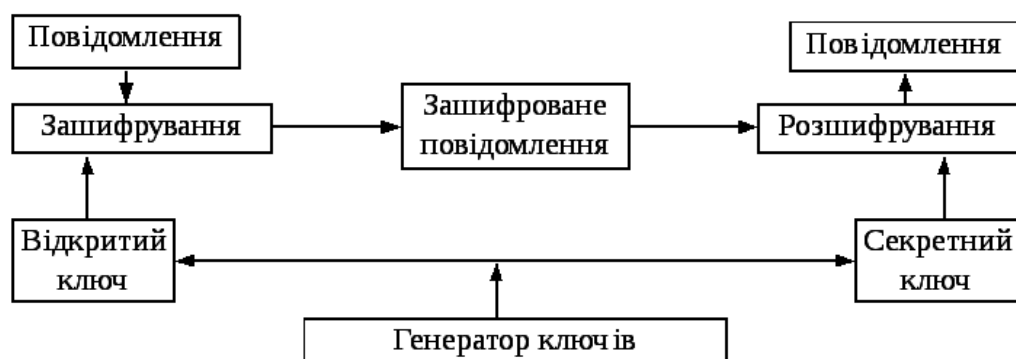 Повідомлення
Повідомлення
Зашифрування
Зашифроване
повідомлення
Розшифрування
Відкритий
ключ
Секретний
ключ
Генератор ключів